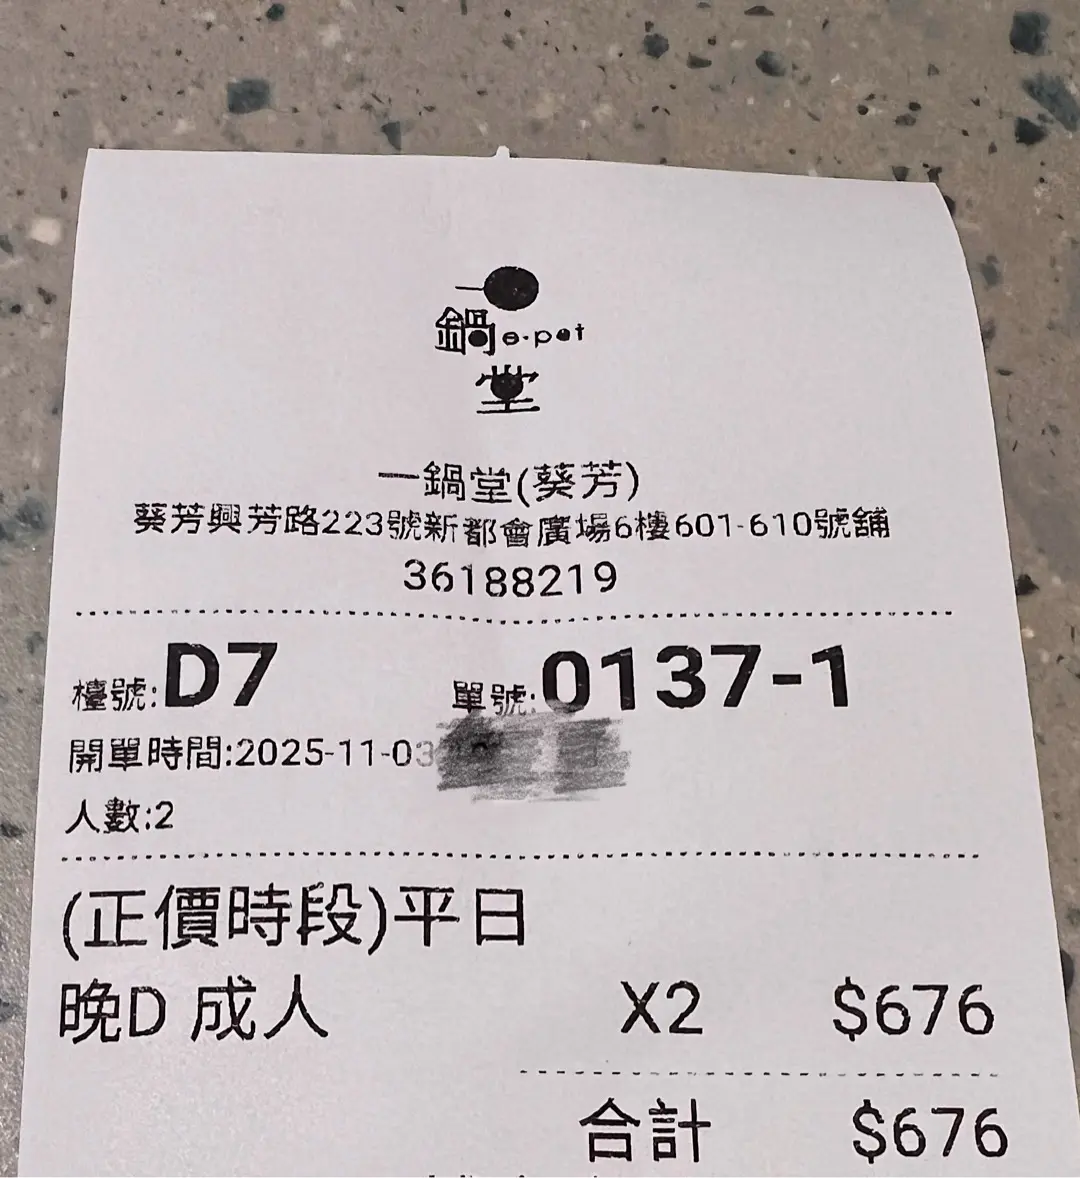 一
鍋 e·pot
堂
一鍋堂(葵芳)
葵芳興芳路223號新都會廣場6樓601-610號舖
36188219
檯號:D7 單號:0137-1
開單時間:2025-11-03
人數:2
(正價時段)平日
晚D 成人 X2 $676
合計 $676